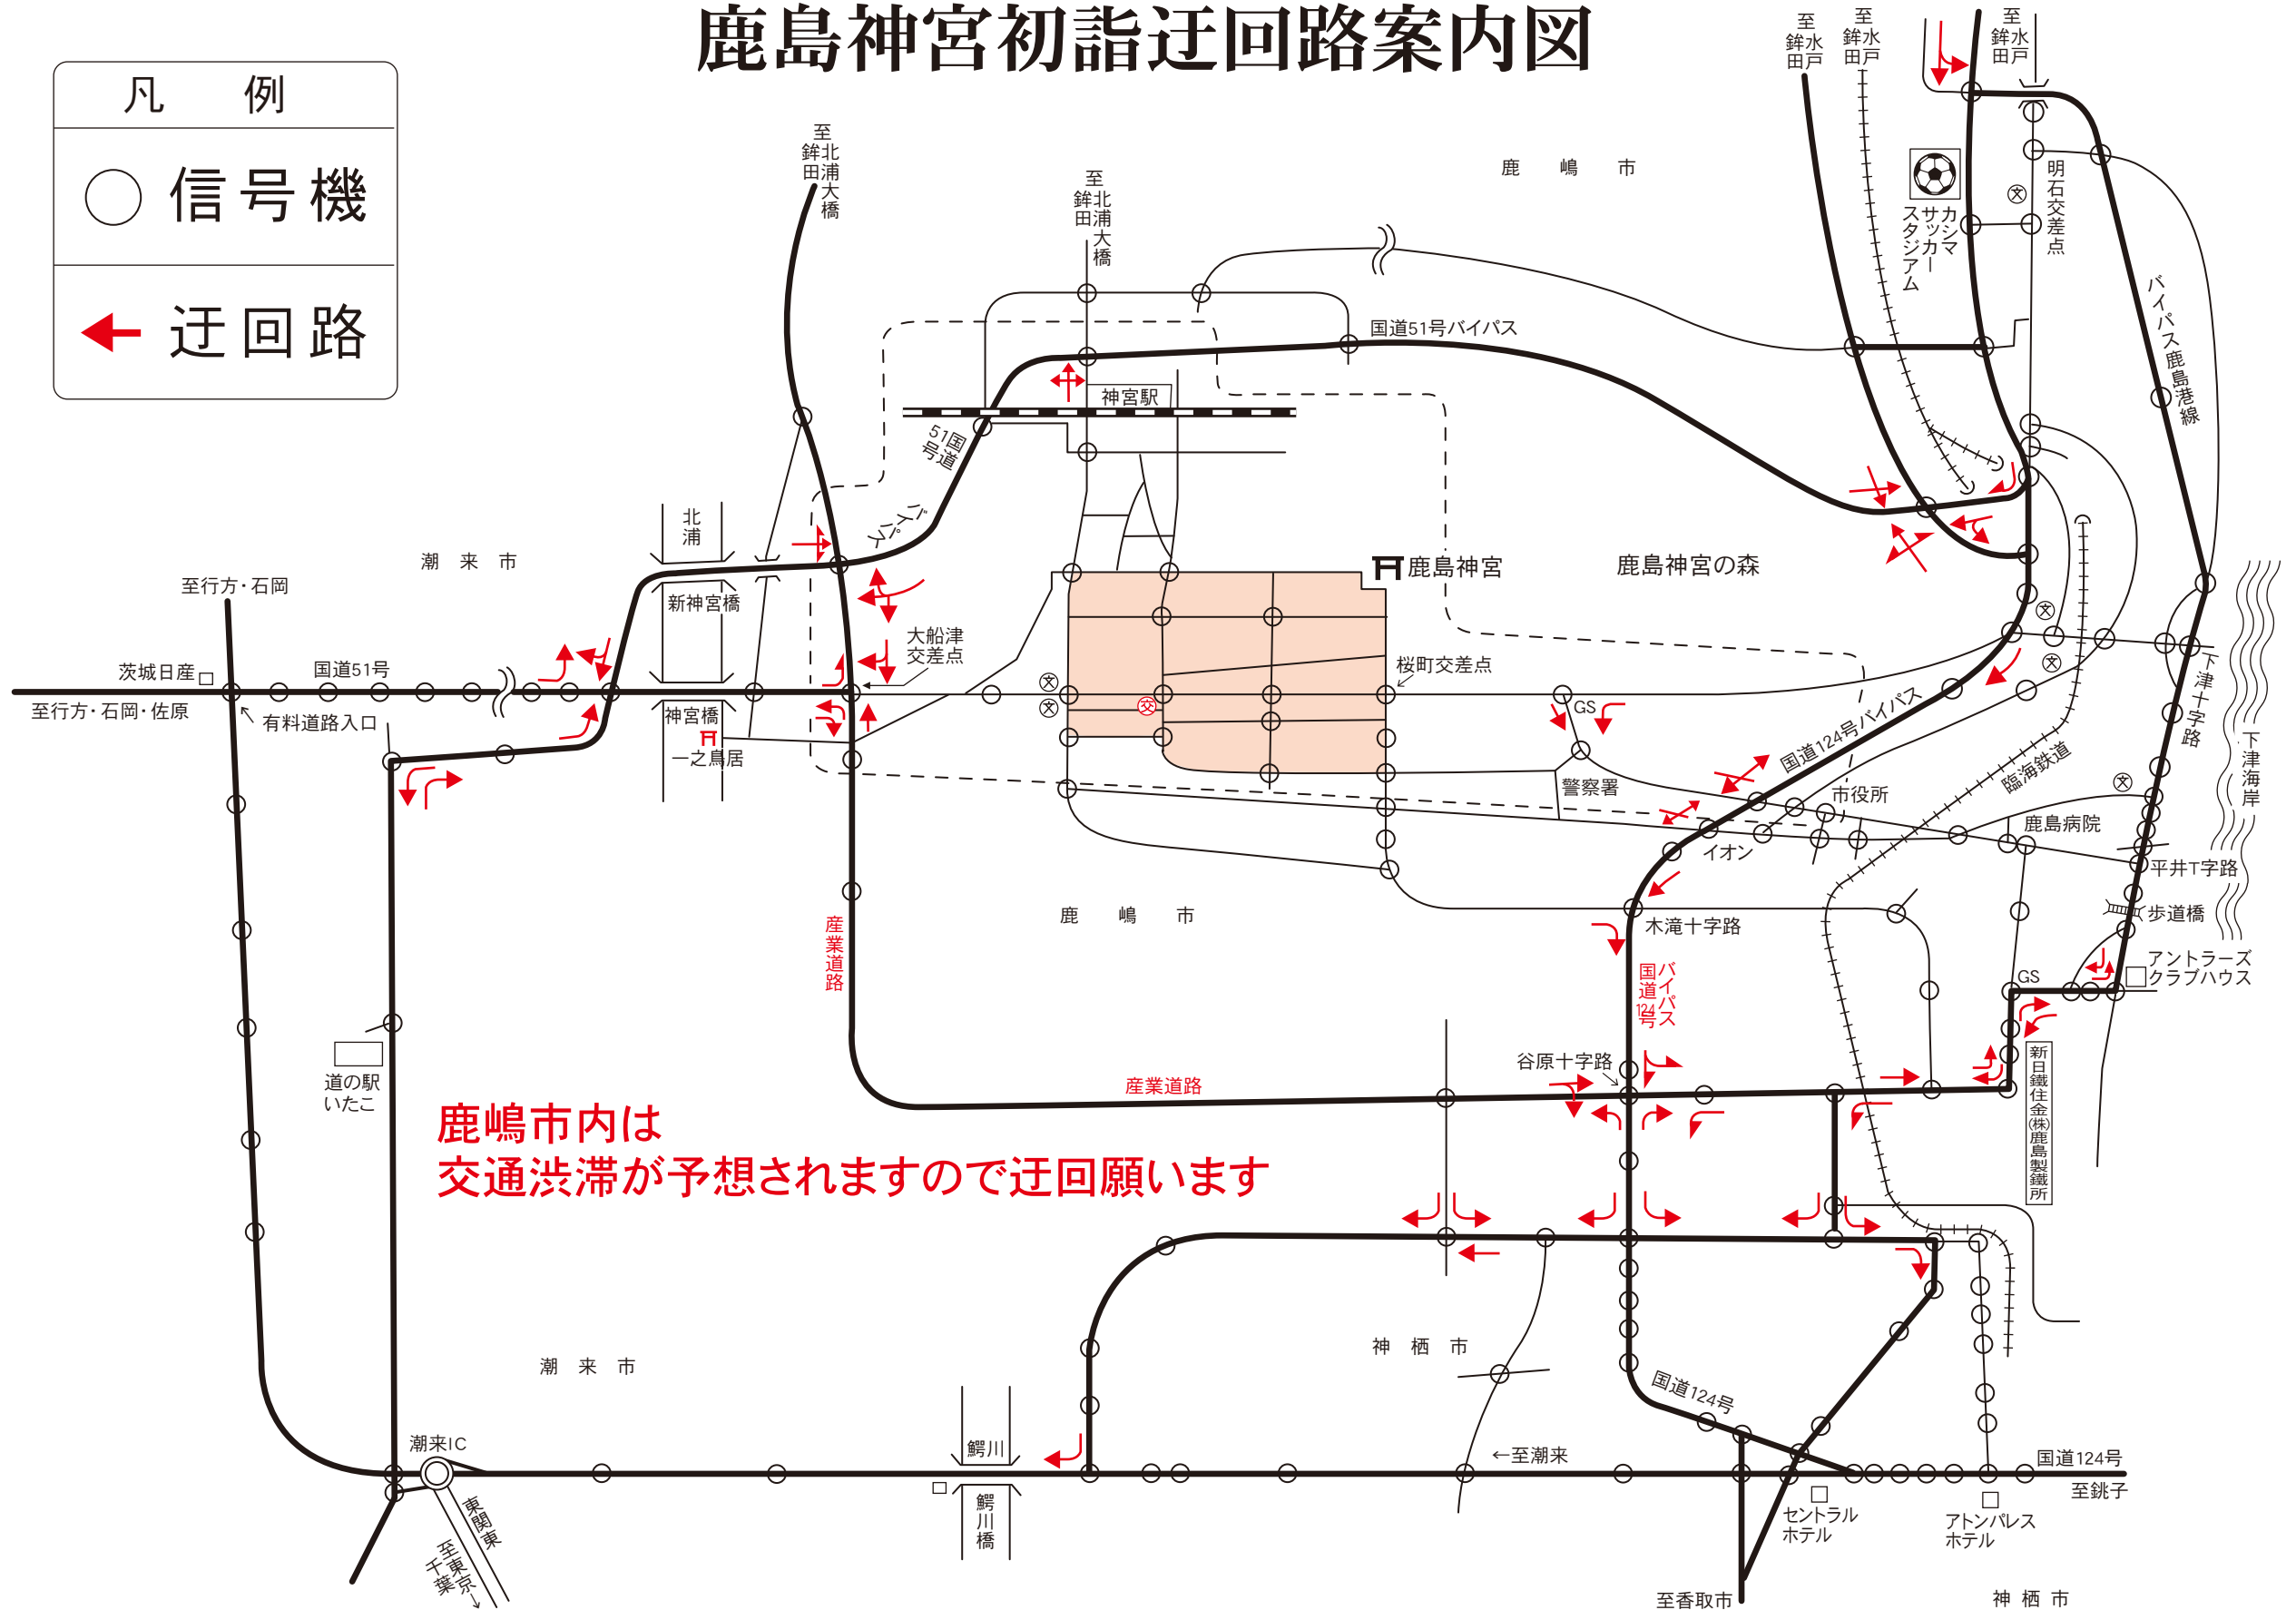 鹿島神宮初詣迂回路案内図
凡 例
信号機
迂回路
至北浦大橋
鉾田
至北浦大橋
鉾田
鹿 嶋 市
至水戸
鉾田
至水戸
鉾田
至水戸
鉾田
カシマ
サッカー
スタジアム
明石交差点
バイパス鹿島港線
国道51号バイパス
神宮駅
国道
51号
バイパス
北浦
潮 来 市
新神宮橋
至行方・石岡
茨城日産
国道51号
至行方・石岡・佐原
有料道路入口
神宮橋
一之鳥居
大船津
交差点
鹿島神宮
鹿島神宮の森
桜町交差点
交
文
文
文
文
文
文
GS
警察署
国道124号バイパス
市役所
イオン
臨海鉄道
下津十字路
下津海岸
鹿島病院
平井T字路
歩道橋
アントラーズ
クラブハウス
GS
鹿 嶋 市
木滝十字路
産業道路
バイパス
国道
124号
谷原十字路
産業道路
新日鐵住金㈱鹿島製鐵所
道の駅
いたこ
鹿嶋市内は
交通渋滞が予想されますので迂回願います
潮 来 市
神 栖 市
国道124号
潮来IC
鰐川
鰐川橋
←至潮来
国道124号
至銚子
セントラル
ホテル
アトンパレス
ホテル
東関東
至東京→
千葉
至香取市
神 栖 市